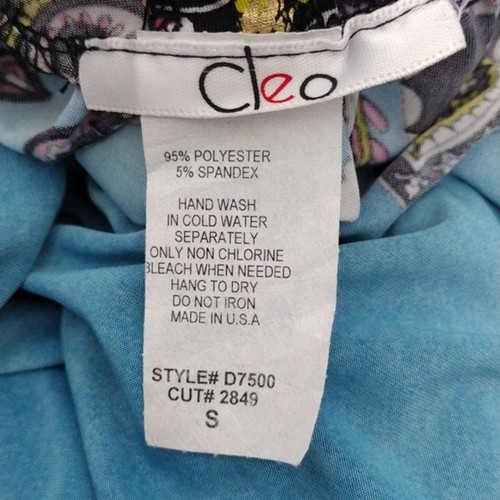 Cleo
95% POLYESTER
5% SPANDEX
HAND WASH
IN COLD WATER
SEPARATELY
ONLY NON CHLORINE
BLEACH WHEN NEEDED
HANG TO DRY
DO NOT IRON
MADE IN U.S.A
STYLE# D7500
CUT# 2849
S